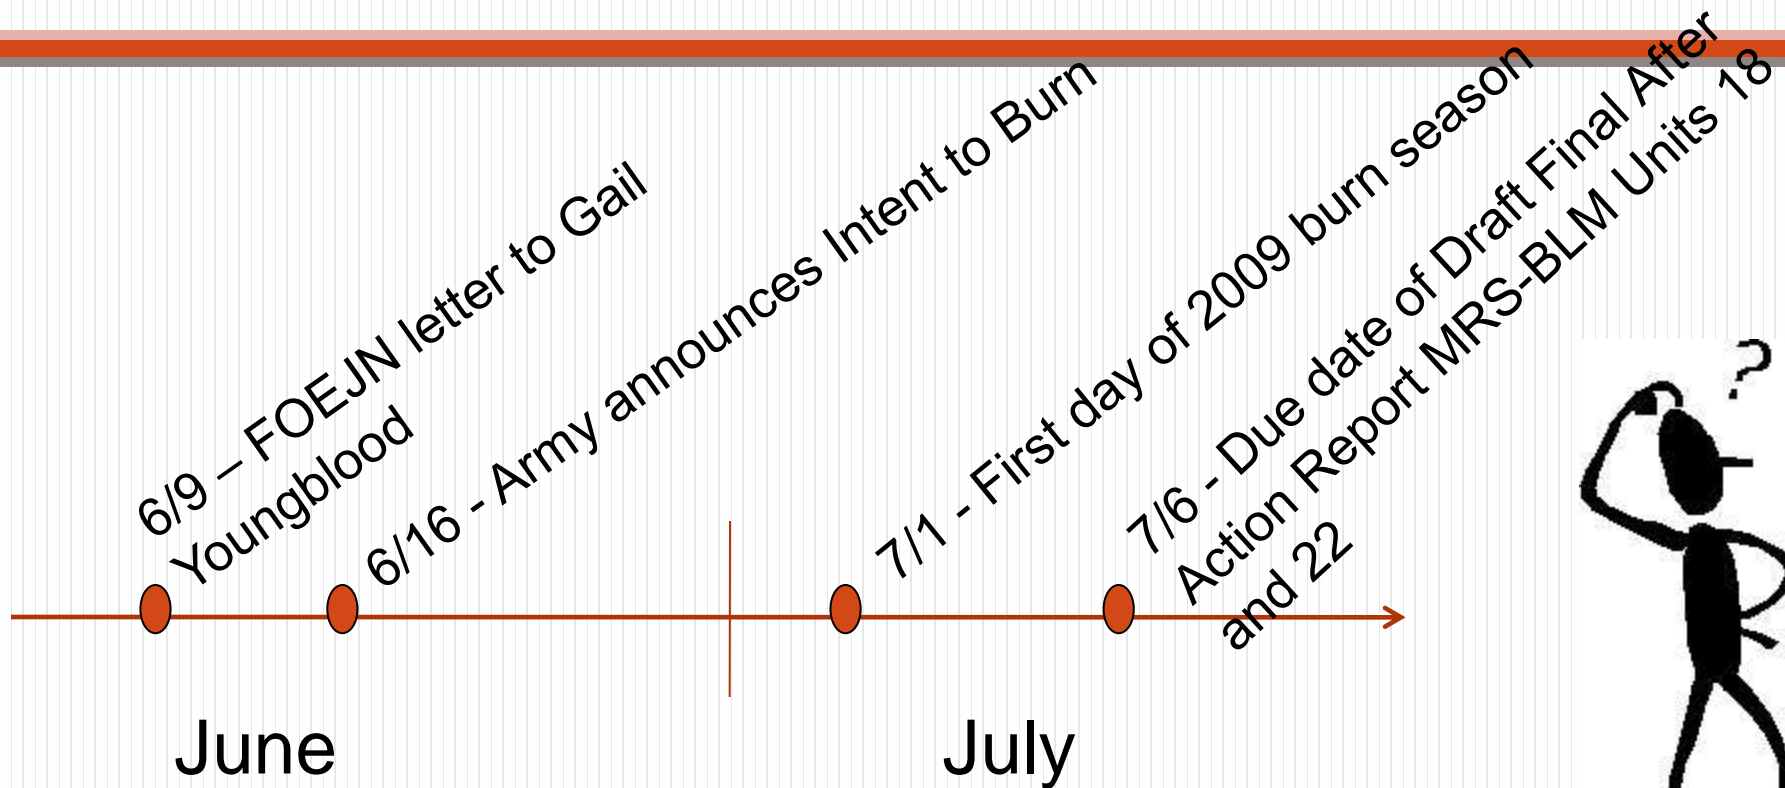 6/9 – FOEJN letter to Gail
Youngblood
6/16 - Army announces Intent to Burn
7/1 - First day of 2009 burn season
7/6 - Due date of Draft Final After
Action Report MRS-BLM Units 18
and 22
?
June
July